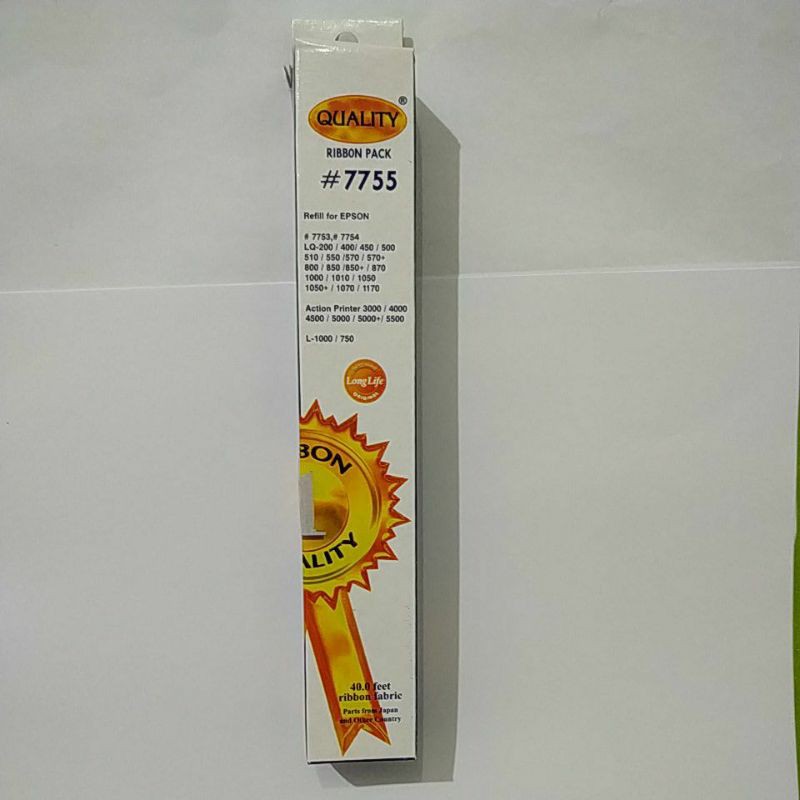 QUALITY ®
RIBBON PACK
#7755
Refill for EPSON
# 7753,# 7754
LQ-200 / 400/ 450 / 500
510 / 550 /570 / 570+
800 / 850 /850+ / 870
1000 / 1010 / 1050
1050+ / 1070 / 1170
Action Printer 3000 / 4000
4500 / 5000 / 5000+/ 5500
L-1000 / 750
Long Life
ORIGINAL
BON
1
ALITY
40.0 feet
ribbon fabric
Parts from Japan
and Other Country